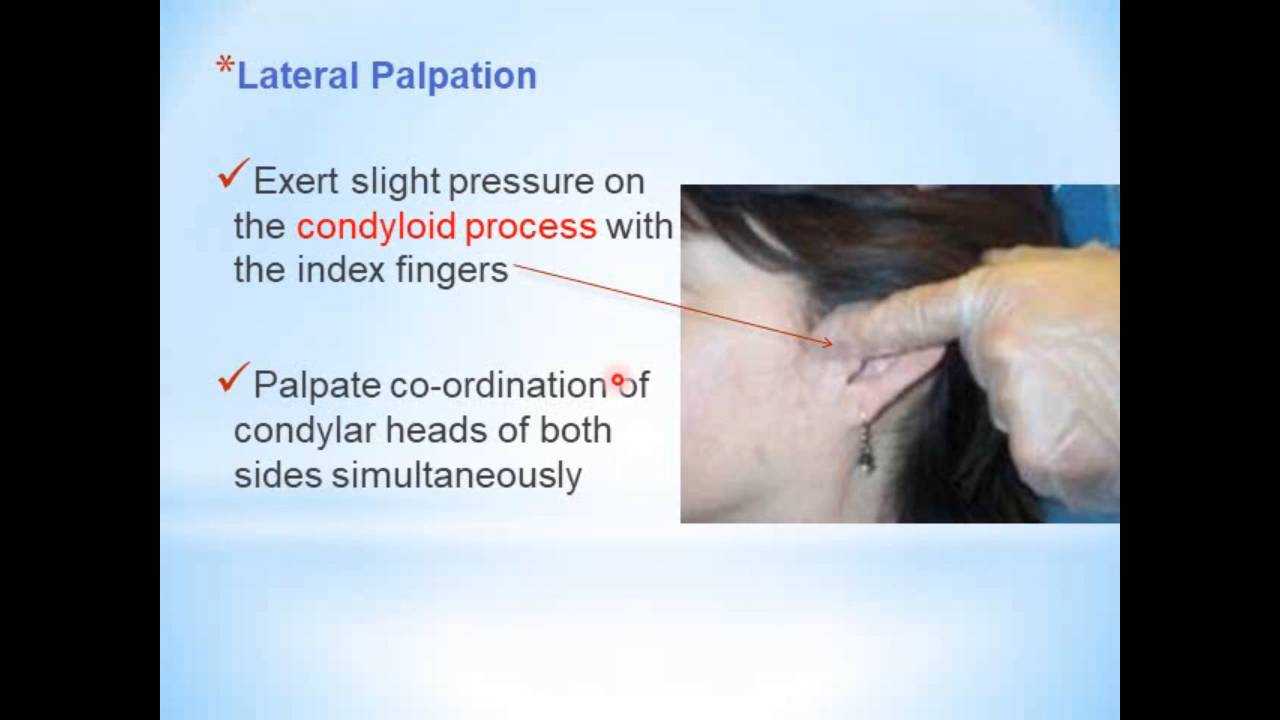 *Lateral Palpation
✓Exert slight pressure on
the condyloid process with
the index fingers
✓Palpate co-ordination of
condylar heads of both
sides simultaneously